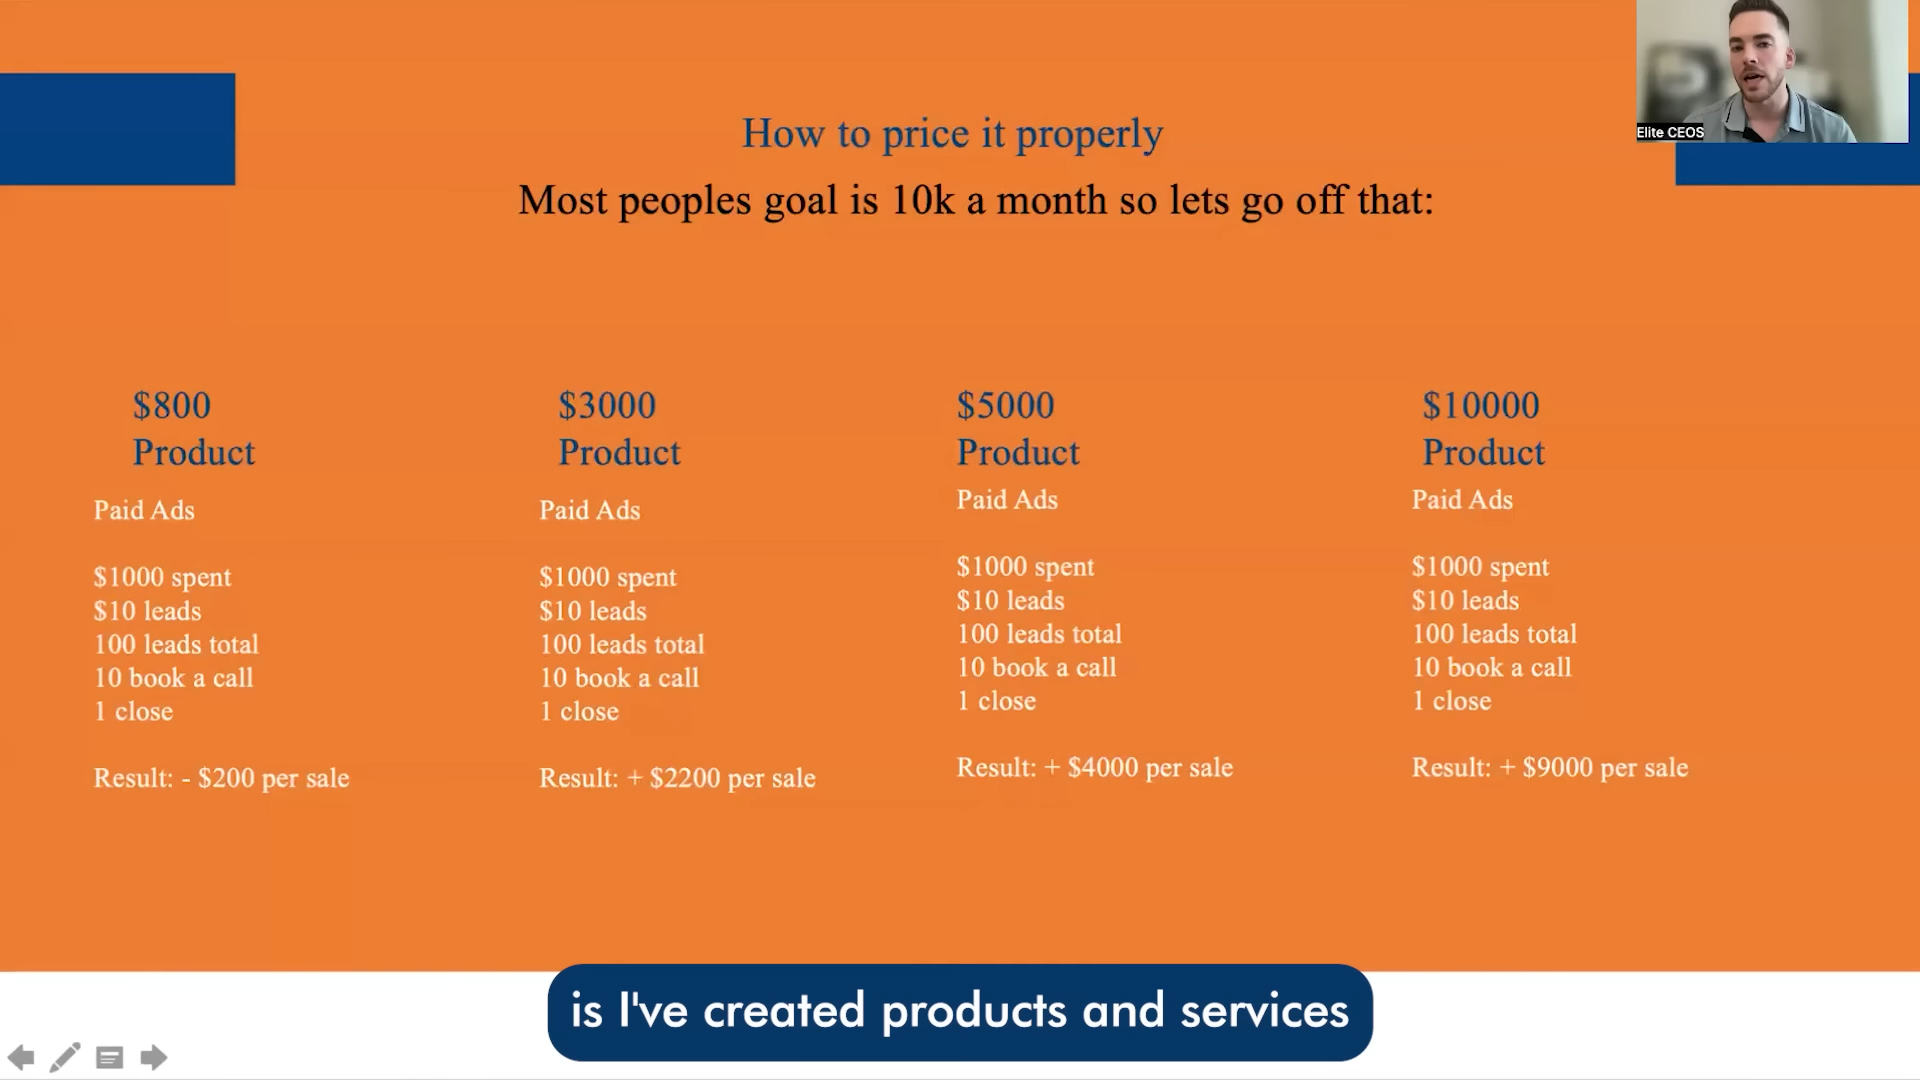 Elite CEOS
How to price it properly
Most peoples goal is 10k a month so lets go off that:
$800
Product
Paid Ads
$1000 spent
$10 leads
100 leads total
10 book a call
1 close
Result: - $200 per sale
$3000
Product
Paid Ads
$1000 spent
$10 leads
100 leads total
10 book a call
1 close
Result: + $2200 per sale
$5000
Product
Paid Ads
$1000 spent
$10 leads
100 leads total
10 book a call
1 close
Result: + $4000 per sale
$10000
Product
Paid Ads
$1000 spent
$10 leads
100 leads total
10 book a call
1 close
Result: + $9000 per sale
is I've created products and services